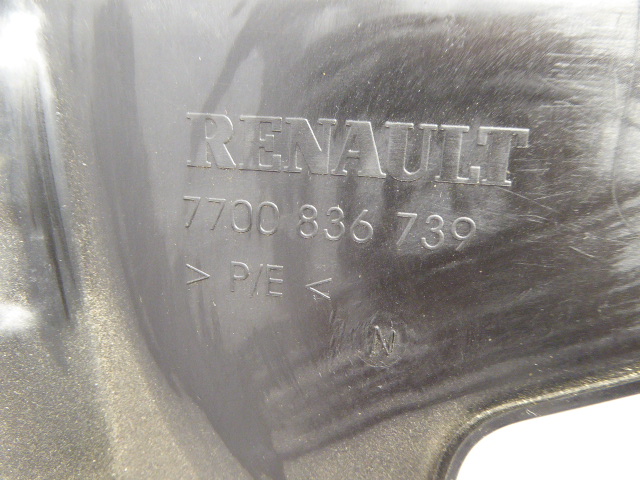 RENAULT
7700 836 739
> P/E <
N